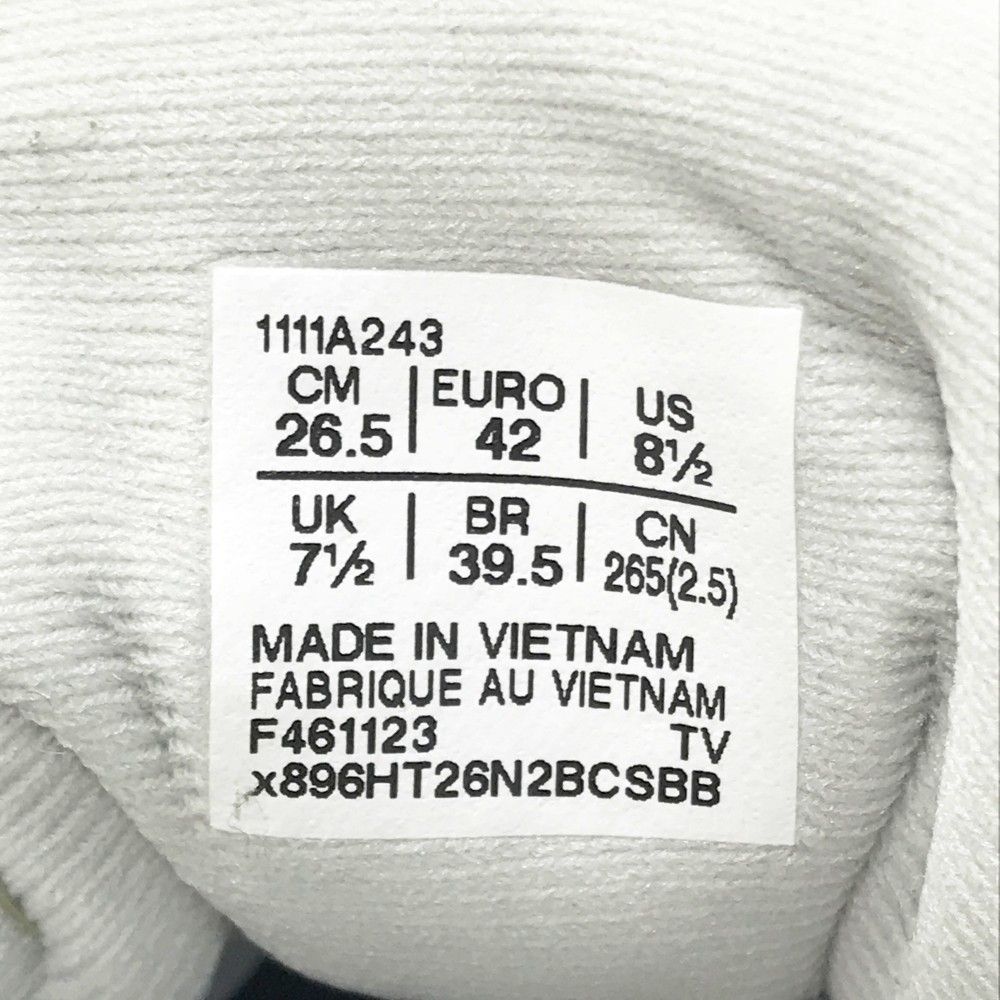 1111A243
CM | EURO | US
26.5 | 42 | 8½
UK | BR | CN
7½ | 39.5 | 265(2.5)
MADE IN VIETNAM
FABRIQUE AU VIETNAM
F461123 TV
x896HT26N2BCSBB